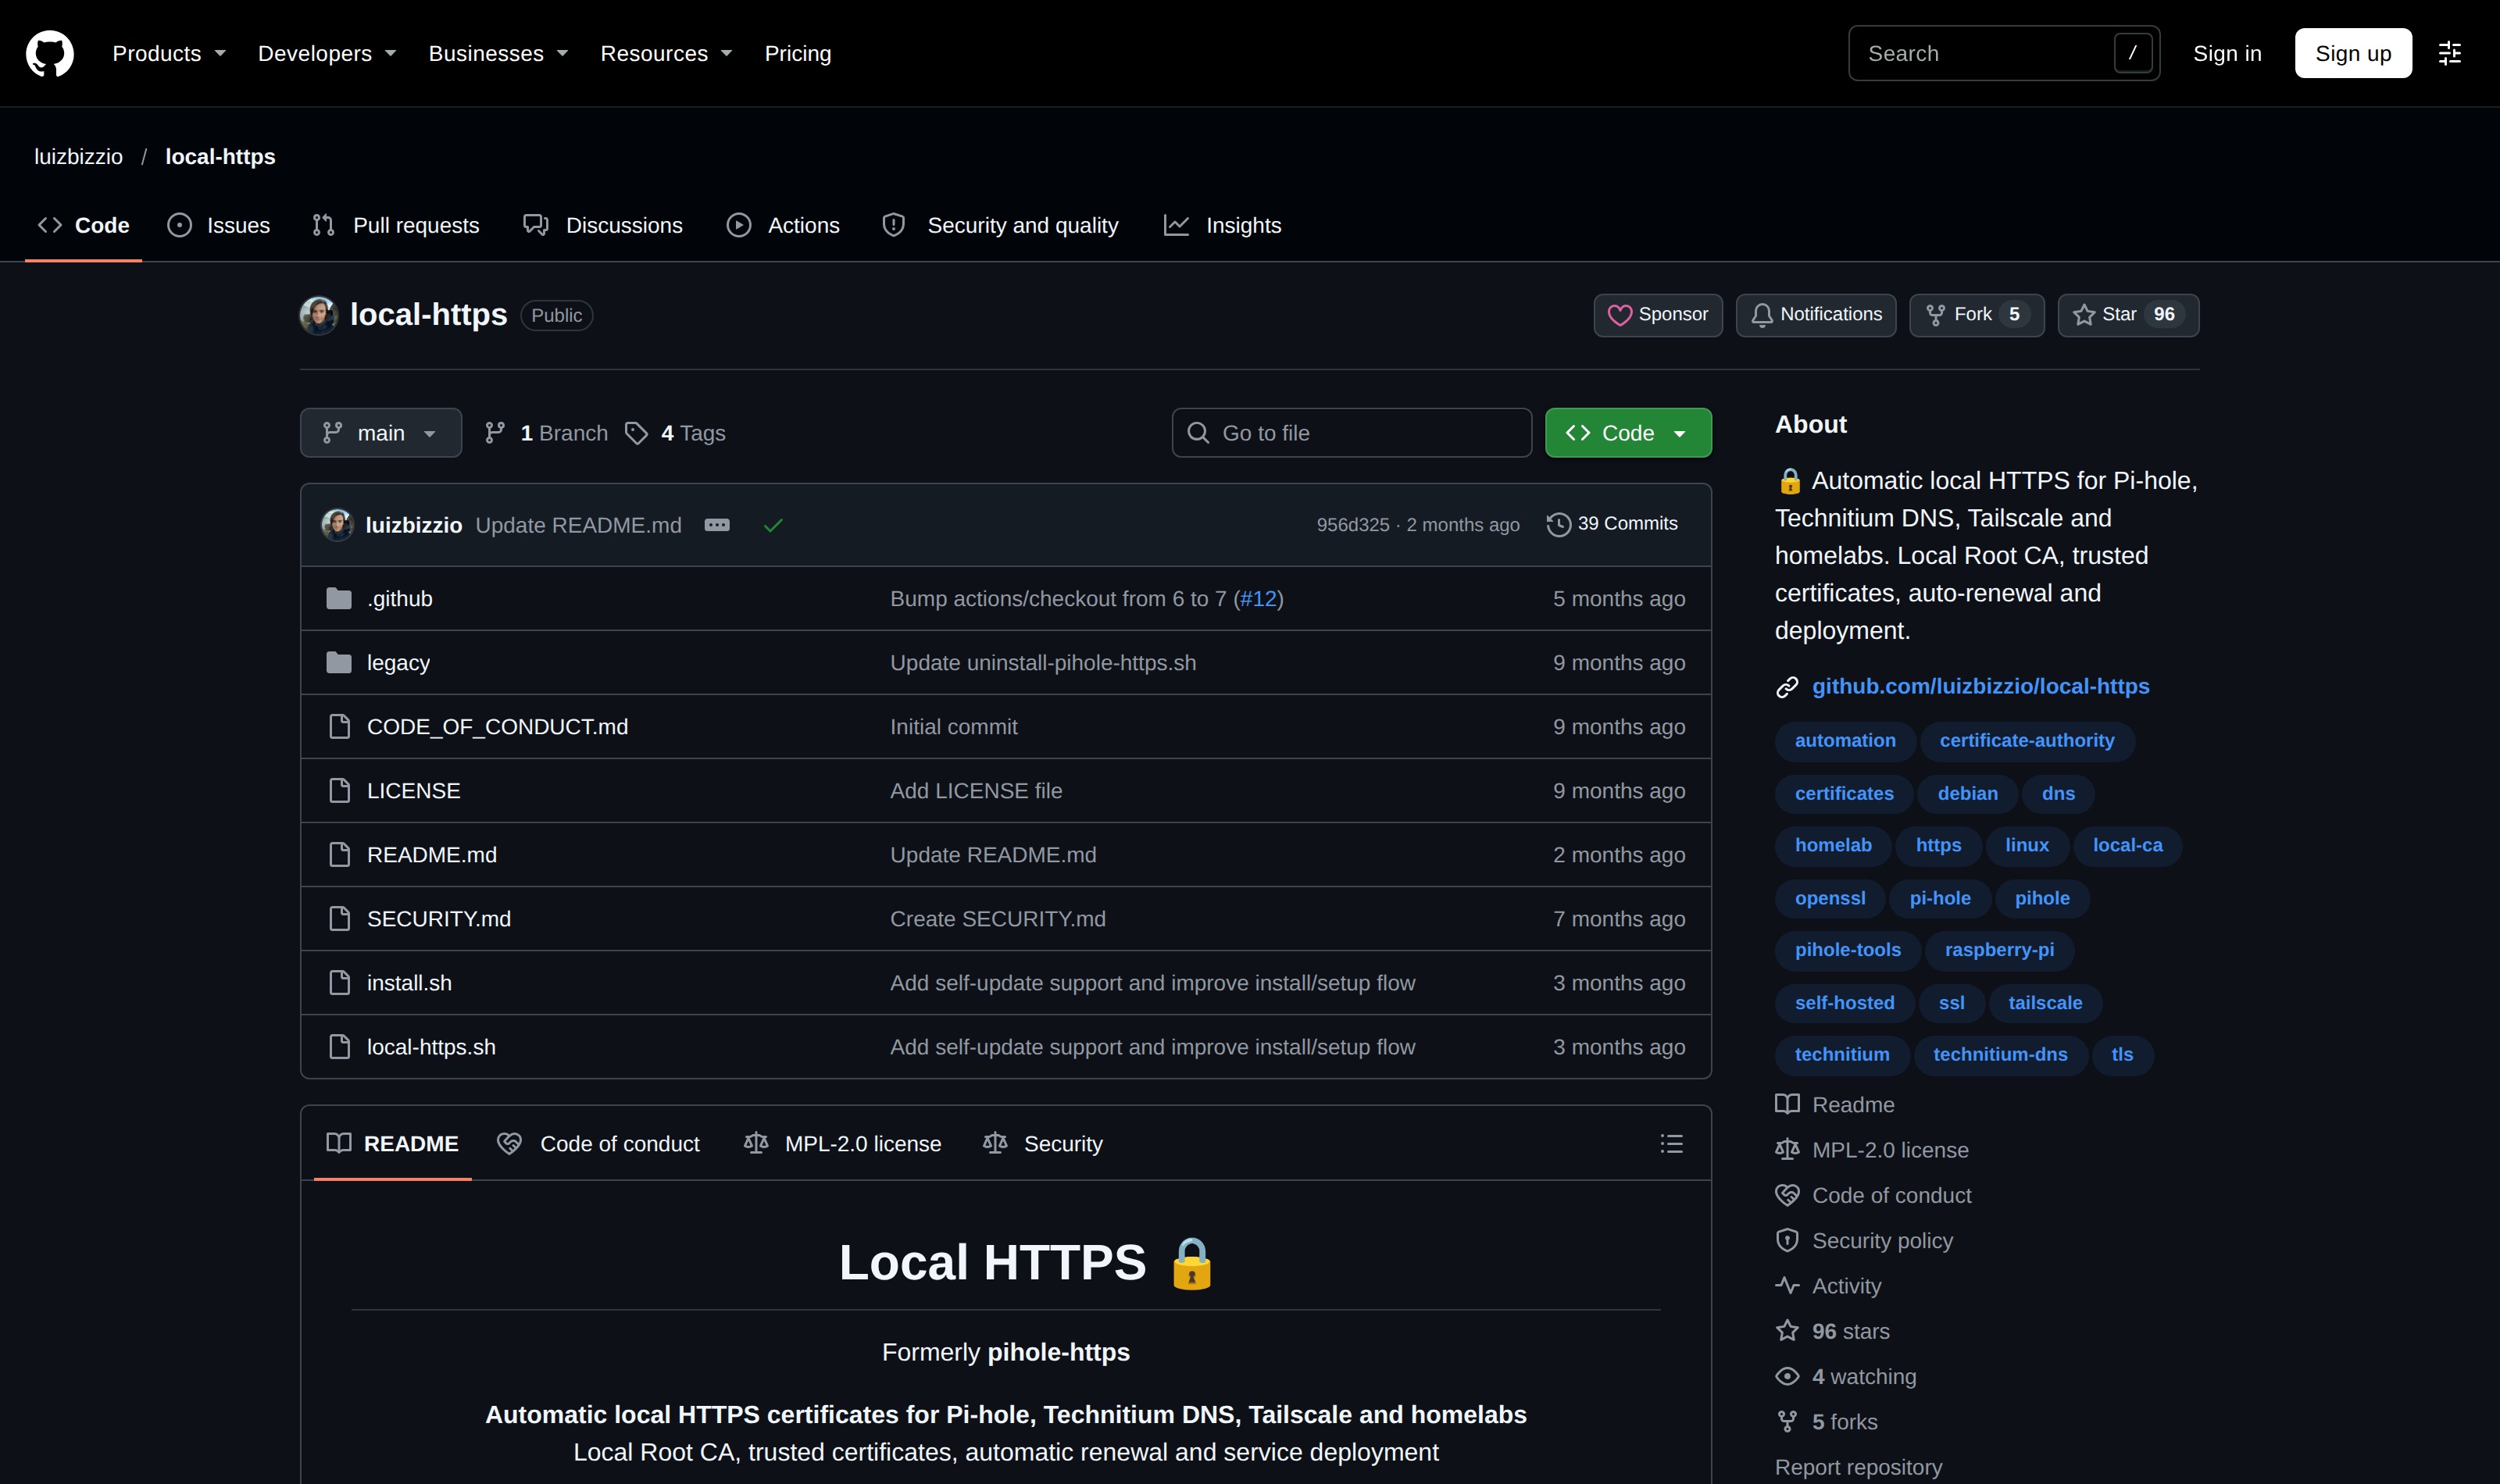 Products Developers Businesses Resources Pricing Search / Sign in Sign up
luizbizzio / local-https
Code Issues Pull requests Discussions Actions Security and quality Insights
local-https Public Sponsor Notifications Fork 5 Star 96
main 1 Branch 4 Tags Go to file Code
luizbizzio Update README.md 956d325 · 2 months ago 39 Commits
.github Bump actions/checkout from 6 to 7 (#12) 5 months ago
legacy Update uninstall-pihole-https.sh 9 months ago
CODE_OF_CONDUCT.md Initial commit 9 months ago
LICENSE Add LICENSE file 9 months ago
README.md Update README.md 2 months ago
SECURITY.md Create SECURITY.md 7 months ago
install.sh Add self-update support and improve install/setup flow 3 months ago
local-https.sh Add self-update support and improve install/setup flow 3 months ago
README Code of conduct MPL-2.0 license Security
Local HTTPS 🔒
Formerly pihole-https
Automatic local HTTPS certificates for Pi-hole, Technitium DNS, Tailscale and homelabs
Local Root CA, trusted certificates, automatic renewal and service deployment
About
🔒 Automatic local HTTPS for Pi-hole,
Technitium DNS, Tailscale and
homelabs. Local Root CA, trusted
certificates, auto-renewal and
deployment.
github.com/luizbizzio/local-https
automation certificate-authority
certificates debian dns
homelab https linux local-ca
openssl pi-hole pihole
pihole-tools raspberry-pi
self-hosted ssl tailscale
technitium technitium-dns tls
Readme
MPL-2.0 license
Code of conduct
Security policy
Activity
96 stars
4 watching
5 forks
Report repository